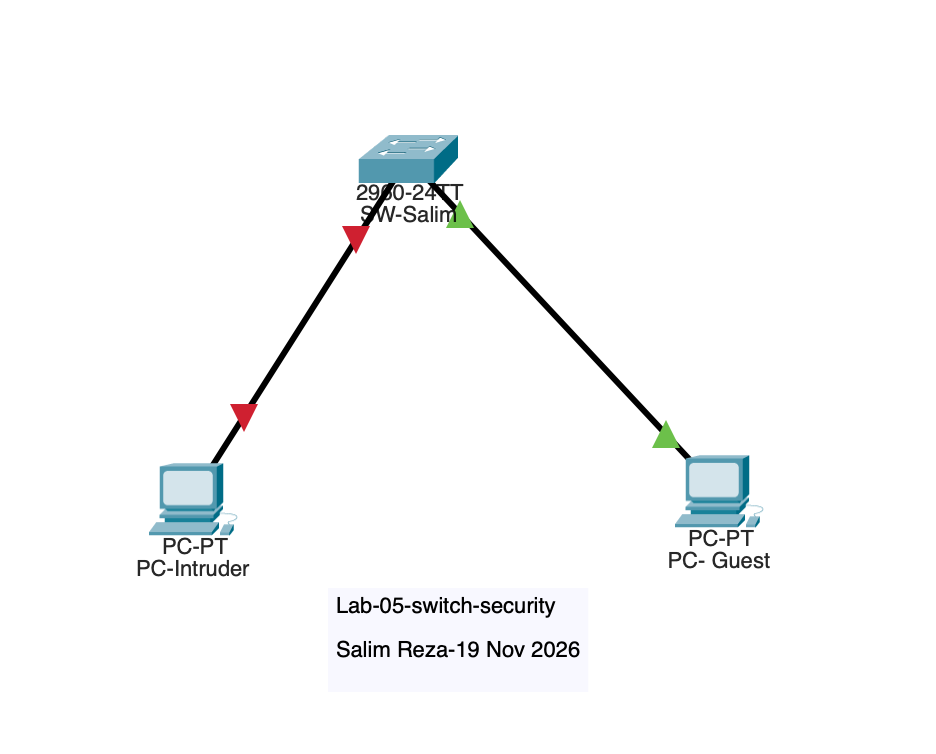 2960-24TT
SW-Salim
PC-PT
PC-Intruder
PC-PT
PC- Guest
Lab-05-switch-security
Salim Reza-19 Nov 2026